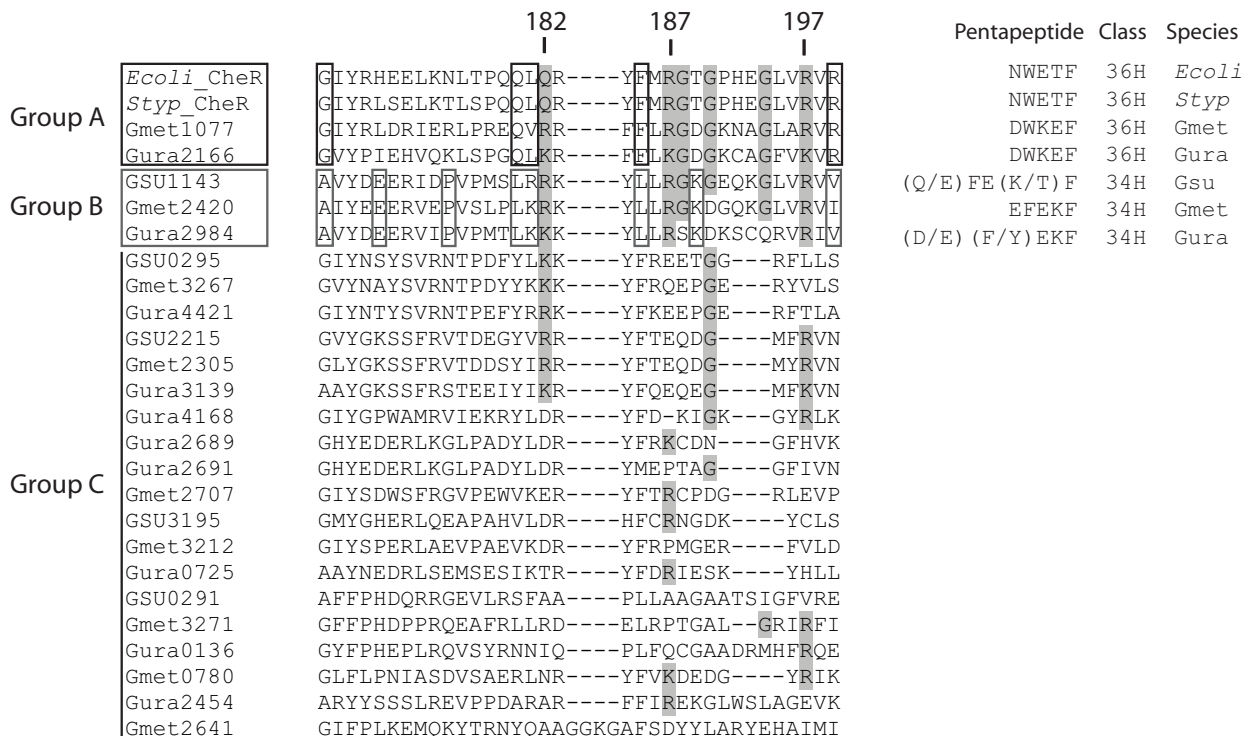 182 187 197 Pentapeptide Class Species
Ecoli_CheR GIYRHEELKNLTPQQLQR----YFMRGTGPHEGLVRVR NWETF 36H Ecoli
Styp_CheR GIYRLSELKTLSPQQLQR----YFMRGTGPHEGLVRVR NWETF 36H Styp
Group A
Gmet1077 GIYRLDRIERLPREQVRR----FFLRGDGKNAGLARVR DWKEF 36H Gmet
Gura2166 GVYPIEHVQKLSPGQLKR----FFLKGDGKCAGFVKVR DWKEF 36H Gura
GSU1143 AVYDEERIDPVPMSLRRK----YLLRGKGEQKGLVRVV (Q/E)FE(K/T)F 34H Gsu
Group B Gmet2420 AIYEEERVEPVSLPLKRK----YLLRGKDGQKGLVRVI EFEKF 34H Gmet
Gura2984 AVYDEERVIPVMTLKKK----YLLRSKDKSCQRVRIV (D/E)(F/Y)EKF 34H Gura
GSU0295 GIYNSYSVRNTPDFYLKK----YFREETGG---RFLLS
Gmet3267 GVYNAYSVRNTPDYYKKK----YFRQEPGE---RYVLS
Gura4421 GIYNTYSVRNTPEFYRRK----YFKEEPGE---RFTLA
GSU2215 GVYGKSSFRVTDEGYVRR----YFTEQDG----MFRVN
Gmet2305 GLYGKSSFRVTDDSYIRR----YFTEQDG----MYRVN
Gura3139 AAYGKSSFRSTEEIYIKR----YFQEQEG----MFKVN
Gura4168 GIYGPWAMRVIEKRYLDR----YFD-KIGK---GYRLK
Gura2689 GHYEDERLKGLPADYLDR----YFRKCDN----GFHVK
Gura2691 GHYEDERLKGLPADYLDR----YMEPTAG----GFIVN
Group C
Gmet2707 GIYSDWSFRGVPEWVKER----YFTRCPDG---RLEVP
GSU3195 GMYGHERLQEAPAHVLDR----HFCRNGDK----YCLS
Gmet3212 GIYSPERLAEVPAEVKDR----YFRPMGER----FVLD
Gura0725 AAYNEDRLSEMSESIKTR----YFDRIESK----YHLL
GSU0291 AFFPHDQRRGEVLRSFAA----PLLAAGAATSIGFVRE
Gmet3271 GFFPHDPPRQEAFRLLRD----ELRPTGAL--GRIRFI
Gura0136 GYFPHEPLRQVSYRNNIQ----PLFQCGAADRMHFRQE
Gmet0780 GLFLPNIASDVSAERLNR----YFVKDEDG---YRIK
Gura2454 ARYYSSSLREVPPDARAR----FFIREKGLWSLAGEVK
Gmet2641 GIFPLKEMQKYTRNYQAAGGKGAFSDYYLARYEHAIMI